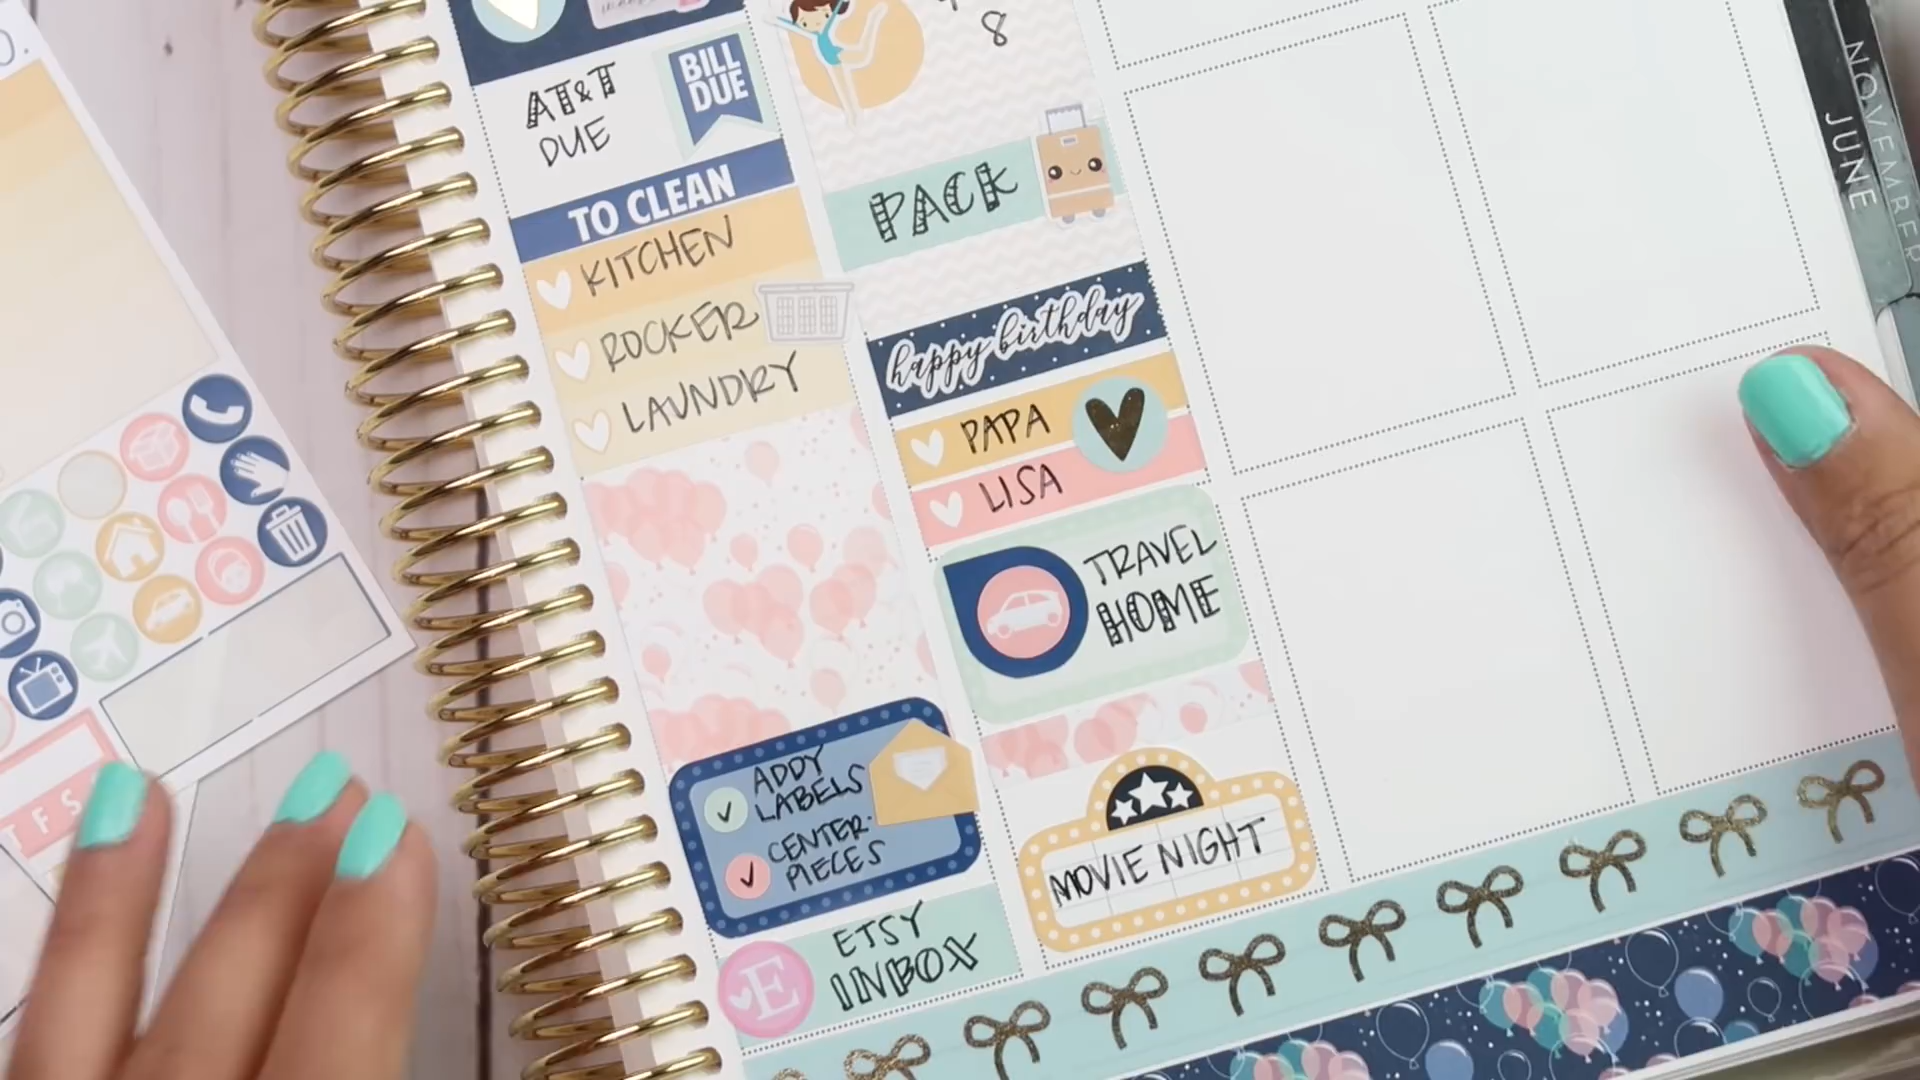 AT&T
DUE
BILL
DUE
TO CLEAN
KITCHEN
ROCKER
LAUNDRY
ADDY
LABELS
CENTER-
PIECES
E
ETSY
INBOX
8
PACK
happy birthday
PAPA
LISA
TRAVEL
HOME
MOVIE NIGHT
NOVEMBER
JUNE
T F S
0.